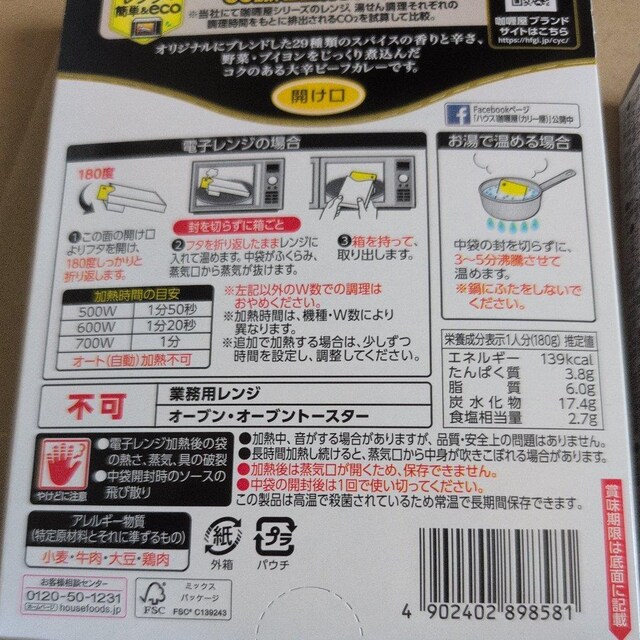 簡単&eco
※当社にて咖喱屋シリーズのレンジ、湯せん調理それぞれの
調理時間をもとに排出されるCO₂を試算して比較。
咖喱屋ブランド
サイトはこちら
https://hfgi.jp/cyc/
オリジナルにブレンドした29種類のスパイスの香りと辛さ、
野菜・ブイヨンをじっくり煮込んだ
コクのある大辛ビーフカレーです。
開け口
Facebookページ
「ハウス咖喱屋(カリー屋)」公開中
電子レンジの場合
180度
封を切らずに箱ごと
❶この面の開け口
よりフタを開け、
180度しっかりと
折り返します。
❷フタを折り返したままレンジに
入れて温めます。中袋がふくらみ、
蒸気口から蒸気が抜けます。
❸箱を持って、
取り出します。
加熱時間の目安
500W 1分50秒
600W 1分20秒
700W 1分
オート(自動)加熱不可
※左記以外のW数での調理は
おやめください。
※加熱時間は、機種・W数により
異なります。
※追加で加熱する場合は、少しずつ
時間を設定し、調整してください。
お湯で温める場合
中袋の封を切らずに、
3～5分沸騰させて
温めます。
※鍋にふたをしないで
ください。
不可
業務用レンジ
オーブン・オーブントースター
栄養成分表示1人分(180g) 推定値
エネルギー 139kcal
たんぱく質 3.8g
脂質 6.0g
炭水化物 17.4g
食塩相当量 2.7g
やけどに注意
●電子レンジ加熱後の袋
の熱さ、蒸気、具の破裂
●中袋開封時のソースの
飛び散り
●加熱中、音がする場合がありますが、品質・安全上の問題はありません。
●長時間加熱し続けると、蒸気口から中身が吹きこぼれる場合があります。
●加熱後は蒸気口が開くため、保存できません。
●中袋の開封後は1回で使い切ってください。
この製品は高温で殺菌されているため常温で長期間保存できます。
アレルギー物質
(特定原材料とそれに準ずるもの)
小麦・牛肉・大豆・鶏肉
紙
外箱
プラ
パウチ
お客様相談センター
0120-50-1231
ホームページ housefoods.jp
FSC
ミックス
パッケージ
FSC® C139243
4 902402 898581
賞味期限は底面に記載